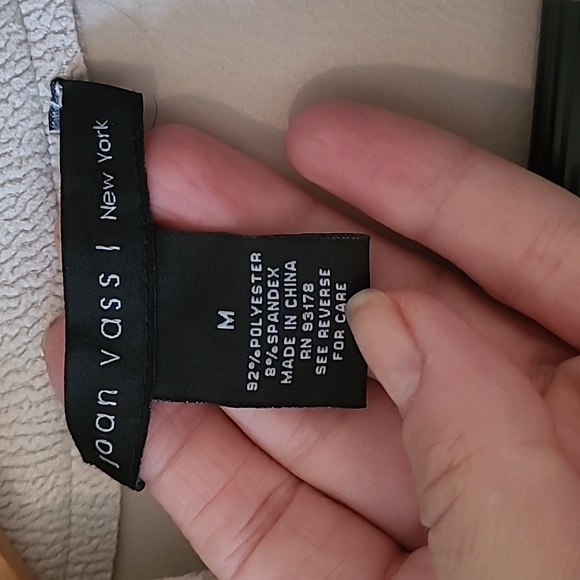 joan vass | New York
M
92%POLYESTER
8%SPANDEX
MADE IN CHINA
RN 93178
SEE REVERSE
FOR CARE